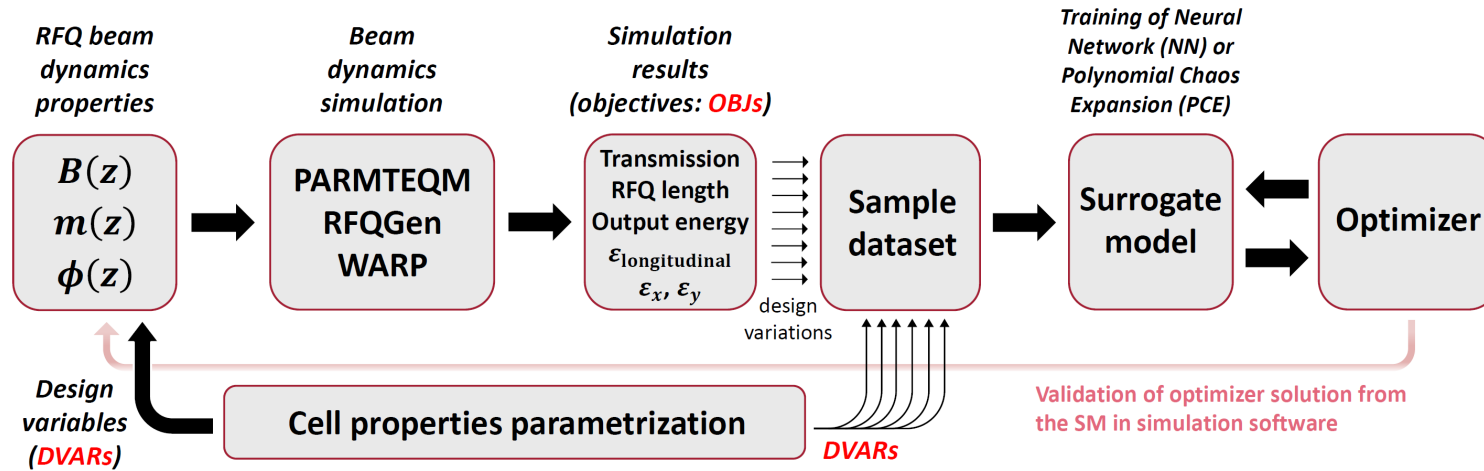 RFQ beam
dynamics
properties
Beam
dynamics
simulation
Simulation
results
(objectives: OBJs)
Training of Neural
Network (NN) or
Polynomial Chaos
Expansion (PCE)
B(z)
m(z)
ϕ(z)
PARMTEQM
RFQGen
WARP
Transmission
RFQ length
Output energy
ε_longitudinal
ε_x, ε_y
design
variations
Sample
dataset
Surrogate
model
Optimizer
Design
variables
(DVARs)
Cell properties parametrization
DVARs
Validation of optimizer solution from
the SM in simulation software